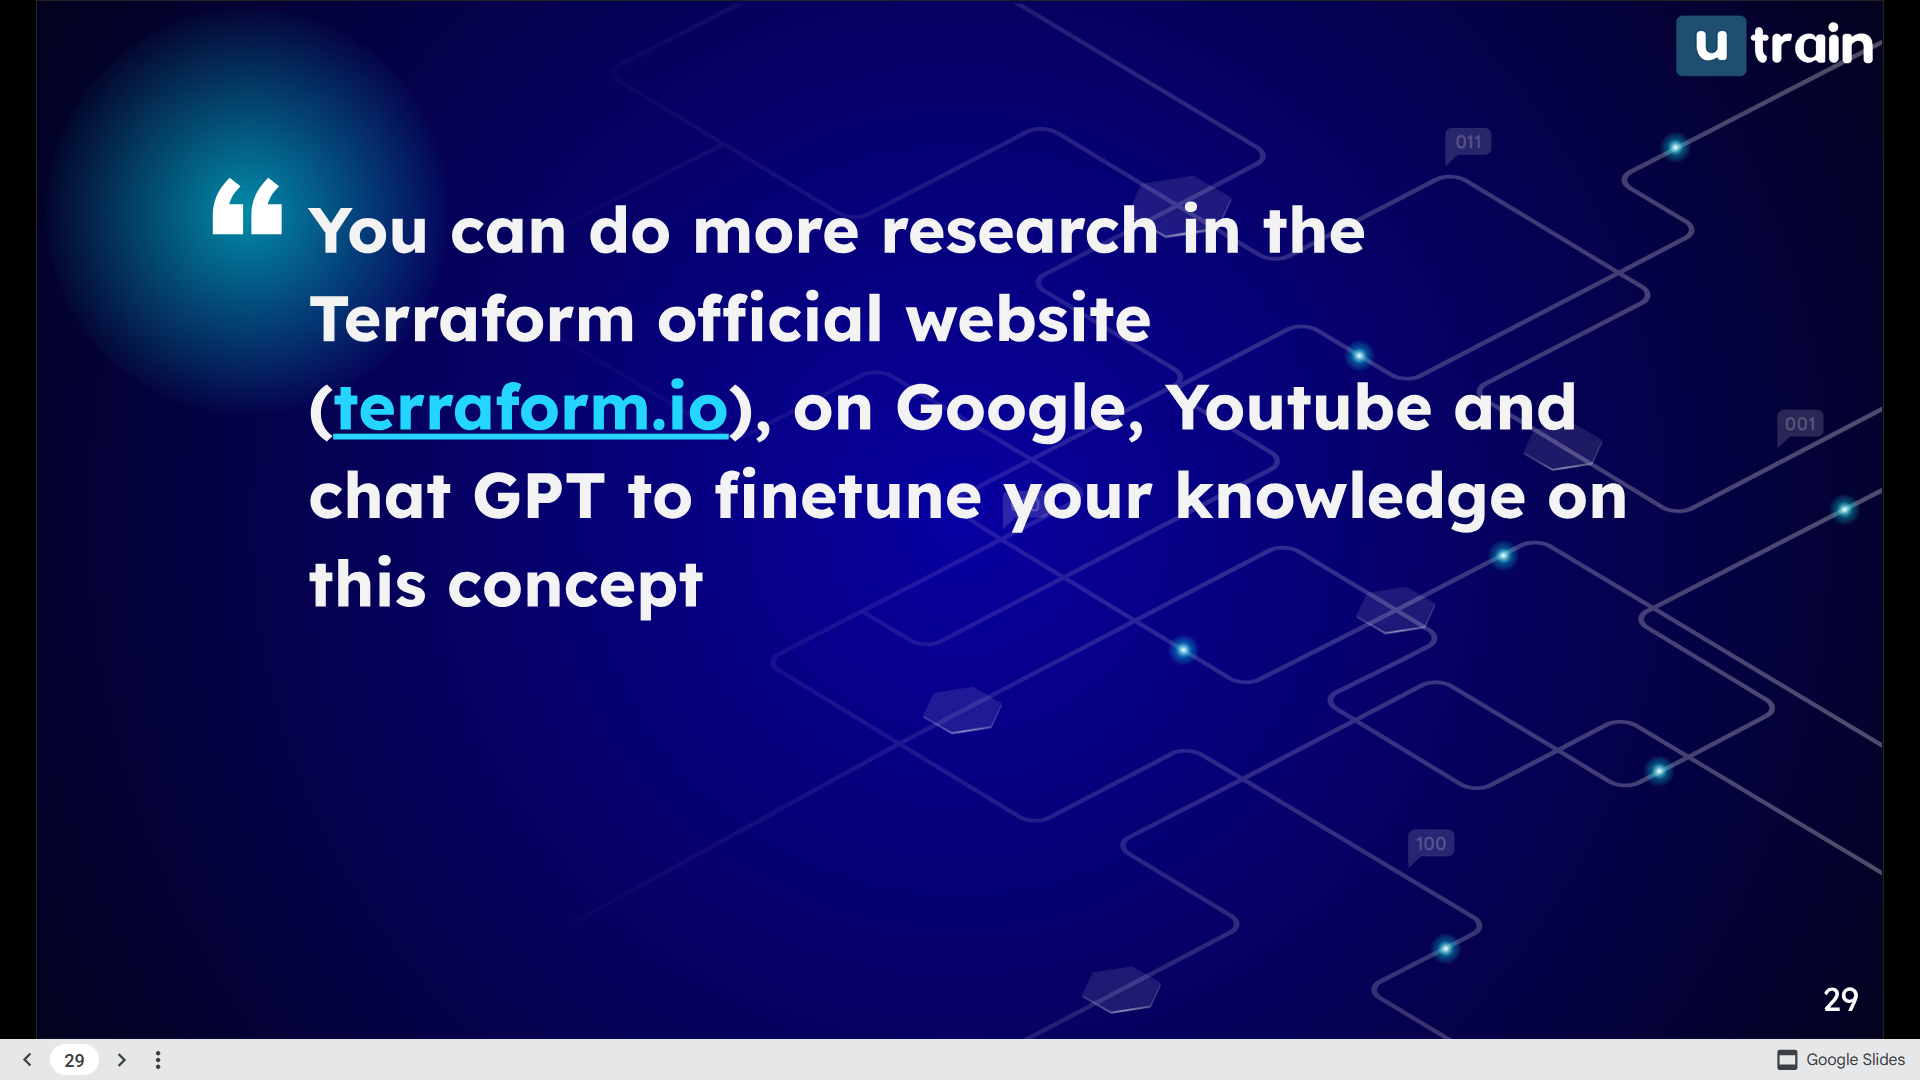 u train
011
“ You can do more research in the
Terraform official website
(terraform.io), on Google, Youtube and
001
chat GPT to finetune your knowledge on
this concept
100
29
29
Google Slides